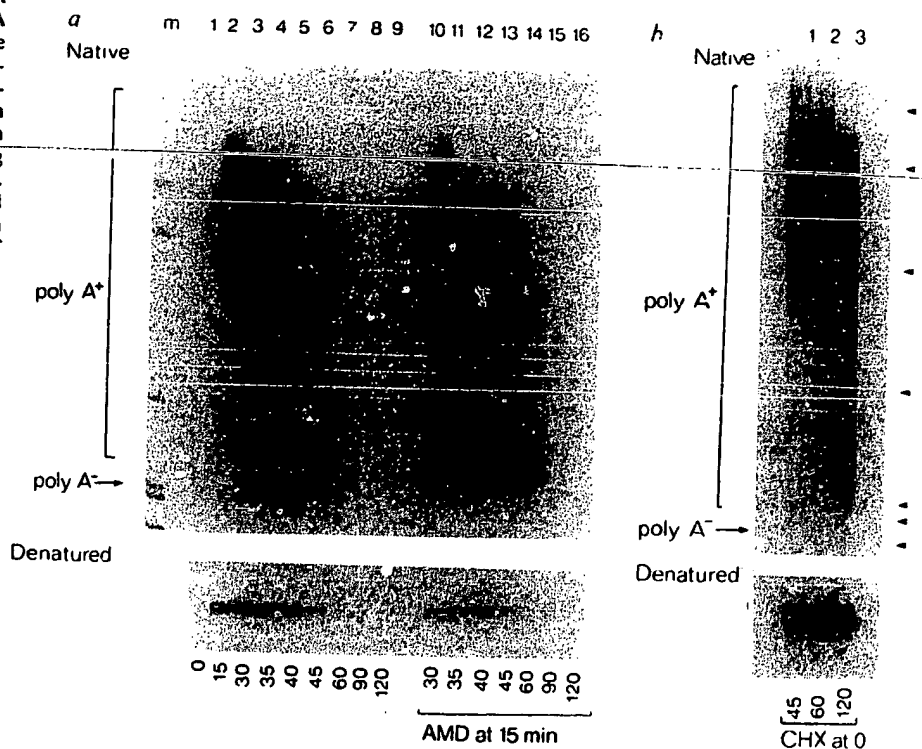 a m 1 2 3 4 5 6 7 8 9 10 11 12 13 14 15 16
Native
poly A⁺
poly A⁻
Denatured
0 15 30 35 40 45 60 90 120 30 35 40 45 60 90 120
AMD at 15 min
h 1 2 3
Native
poly A⁺
poly A⁻
Denatured
45 60 120
CHX at 0